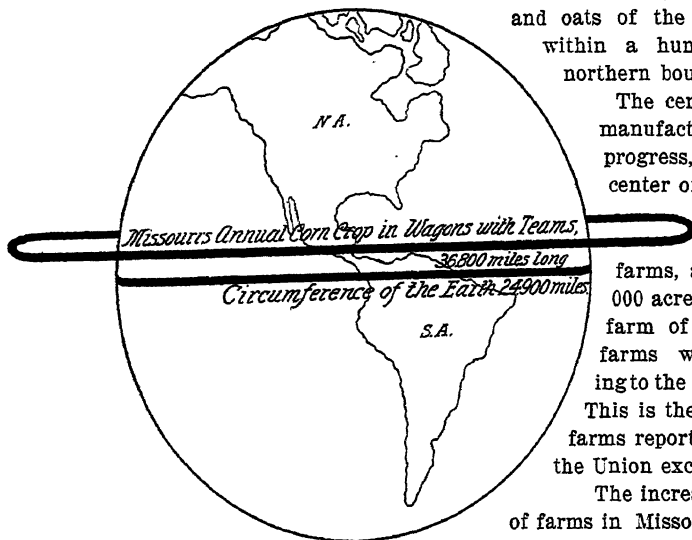 and oats of the
within a hun
northern bou
The cen
manufact
progress,
center o
farms, a
000 acre
farm of
farms w
ing to the
This is the
farms report
the Union exc
The increa
of farms in Misso
N.A.
Missouri's Annual Corn Crop in Wagons with Teams,
36,800 miles long
Circumference of the Earth 24,900 miles.
S.A.